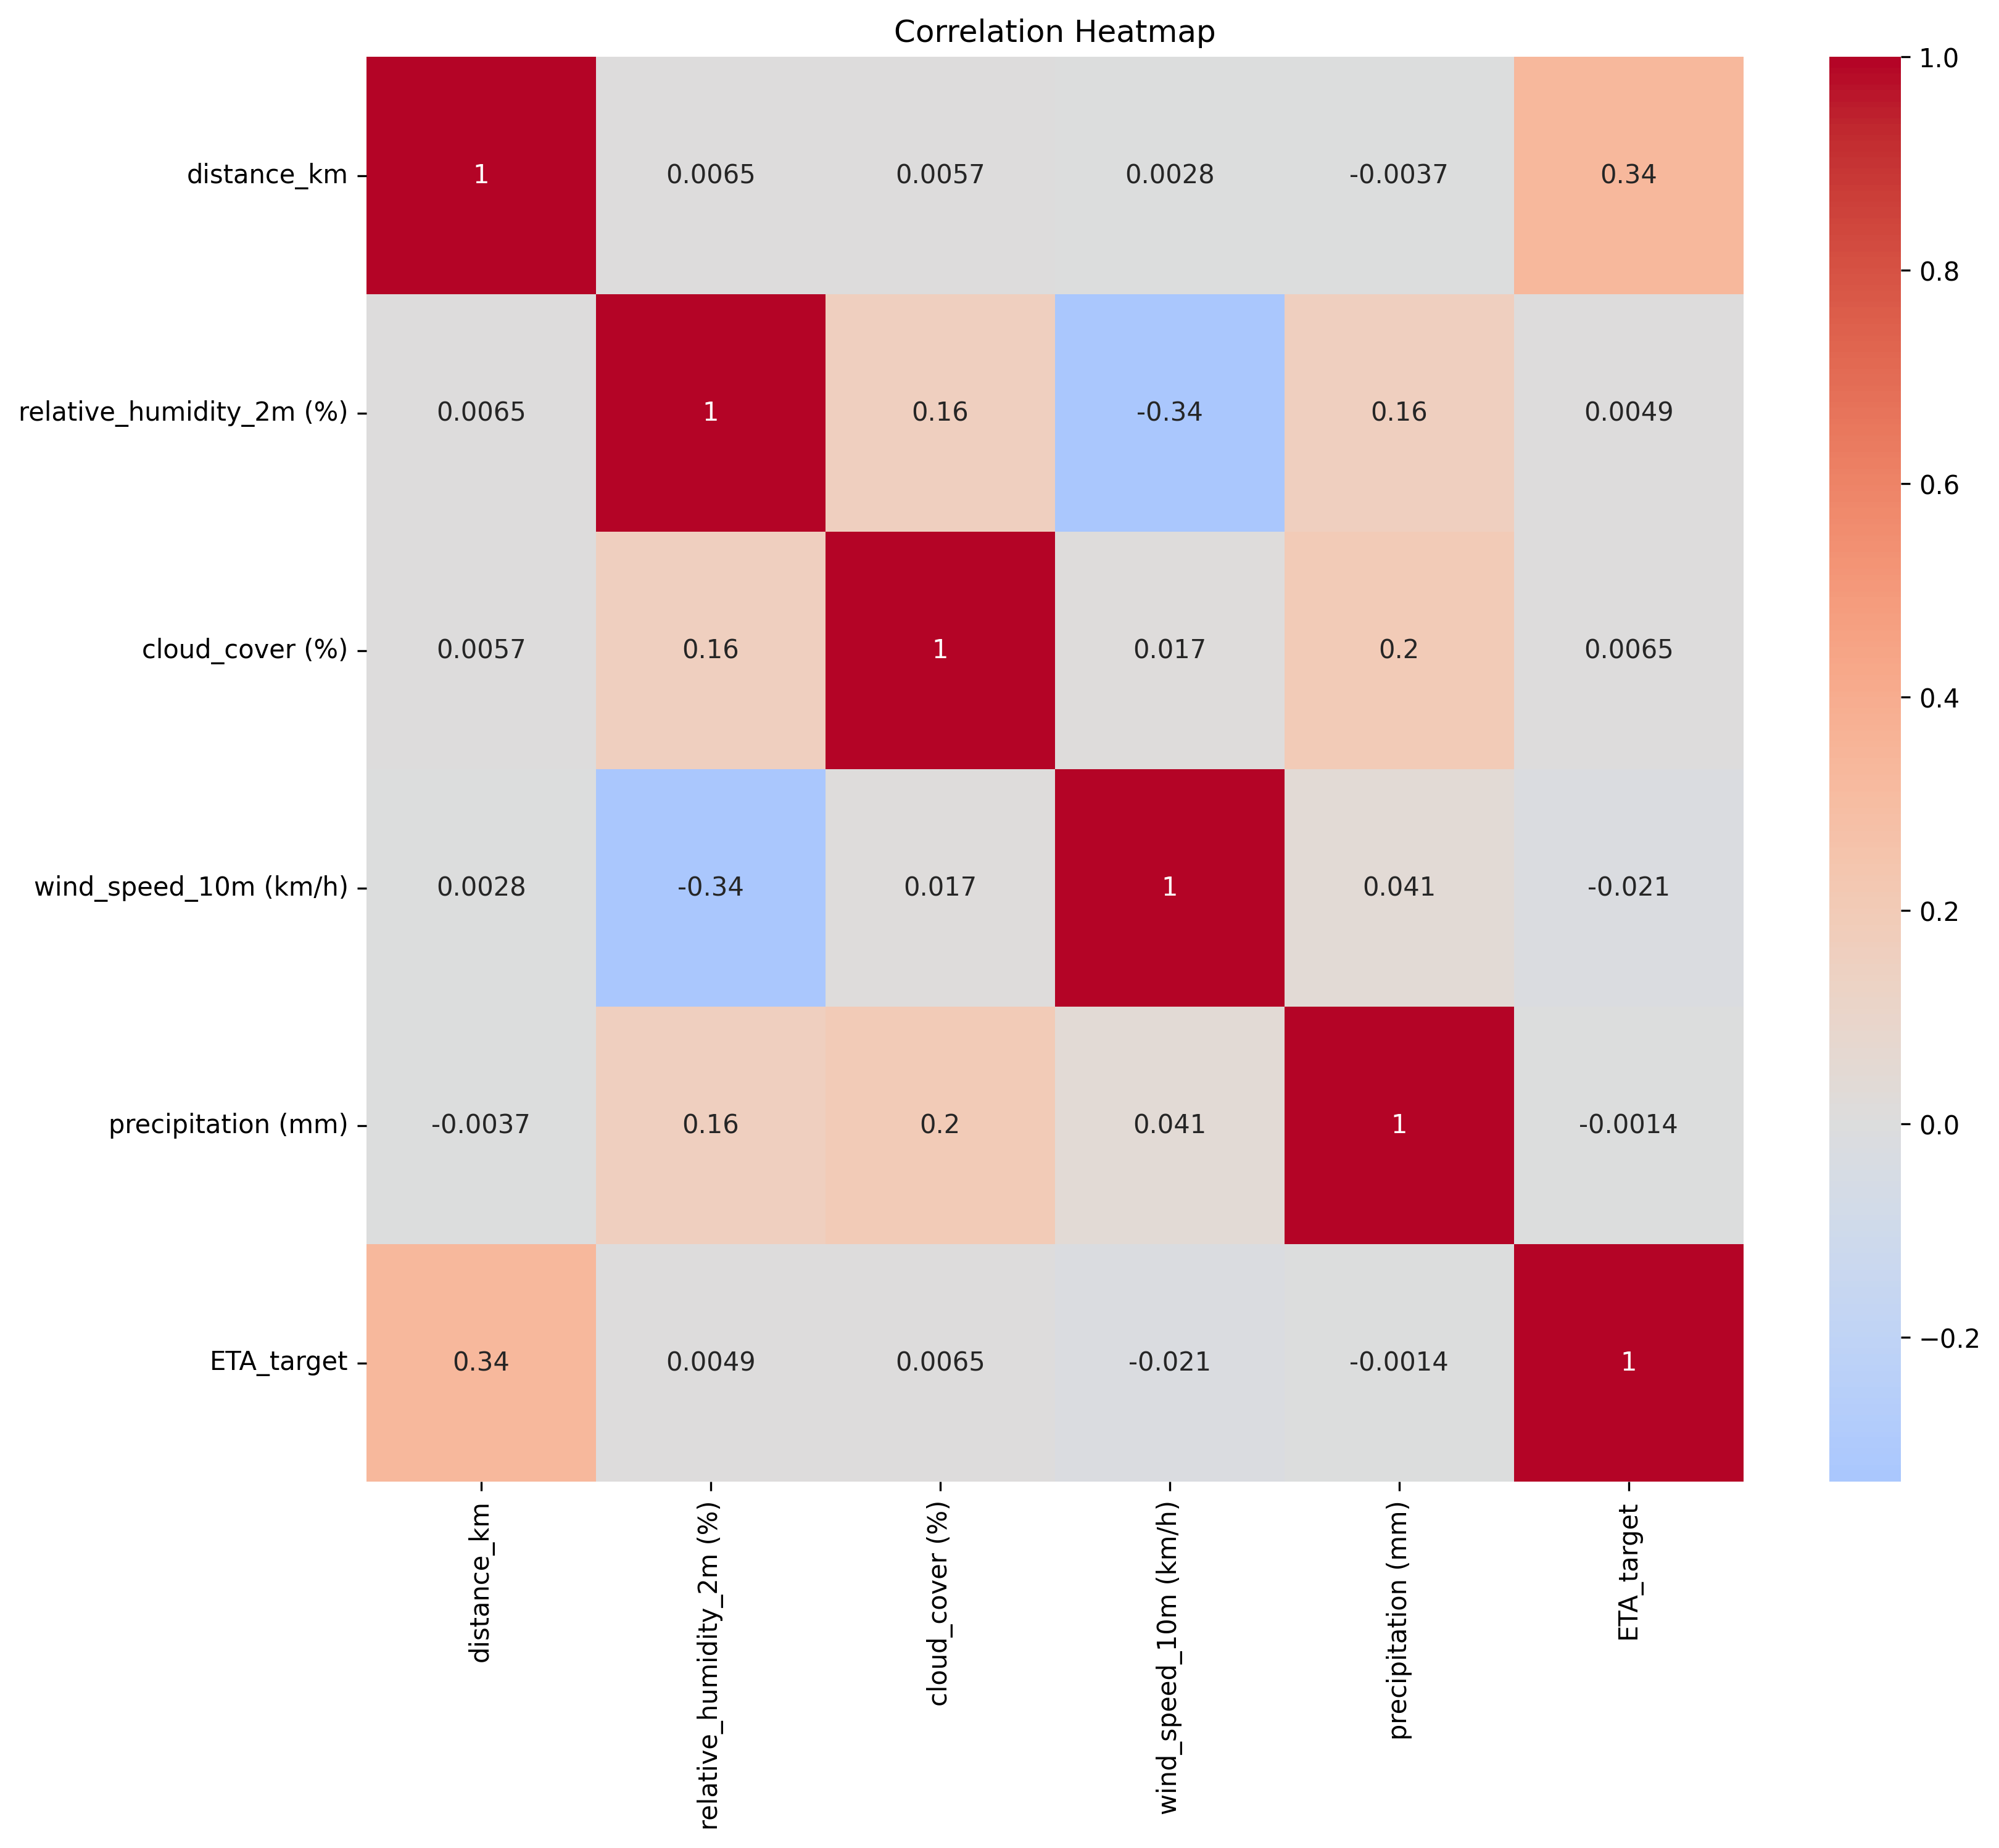 Correlation Heatmap
distance_km 1 0.0065 0.0057 0.0028 -0.0037 0.34
relative_humidity_2m (%) 0.0065 1 0.16 -0.34 0.16 0.0049
cloud_cover (%) 0.0057 0.16 1 0.017 0.2 0.0065
wind_speed_10m (km/h) 0.0028 -0.34 0.017 1 0.041 -0.021
precipitation (mm) -0.0037 0.16 0.2 0.041 1 -0.0014
ETA_target 0.34 0.0049 0.0065 -0.021 -0.0014 1
distance_km
relative_humidity_2m (%)
cloud_cover (%)
wind_speed_10m (km/h)
precipitation (mm)
ETA_target
1.0
0.8
0.6
0.4
0.2
0.0
−0.2